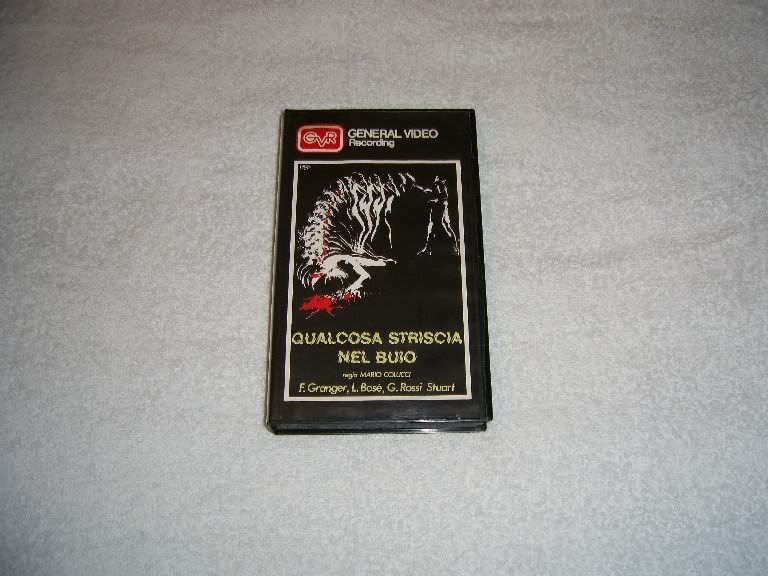 GVR
GENERAL VIDEO
Recording
QUALCOSA STRISCIA
NEL BUIO
regia MARIO COLUCCI
F. Granger, L. Bosé, G. Rossi Stuart